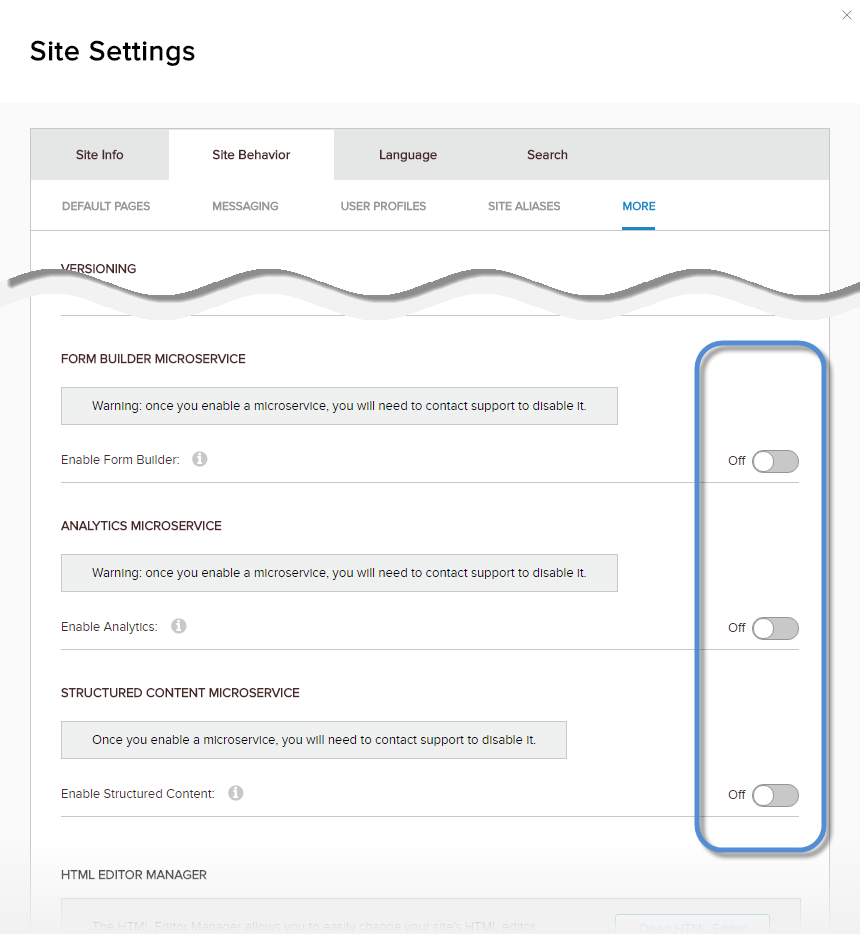 Site Settings
Site Info Site Behavior Language Search
DEFAULT PAGES MESSAGING USER PROFILES SITE ALIASES MORE
VERSIONING
FORM BUILDER MICROSERVICE
Warning: once you enable a microservice, you will need to contact support to disable it.
Enable Form Builder: Off
ANALYTICS MICROSERVICE
Warning: once you enable a microservice, you will need to contact support to disable it.
Enable Analytics: Off
STRUCTURED CONTENT MICROSERVICE
Once you enable a microservice, you will need to contact support to disable it.
Enable Structured Content: Off
HTML EDITOR MANAGER
The HTML Editor Manager allows you to easily change your site's HTML editor Open HTML Editor